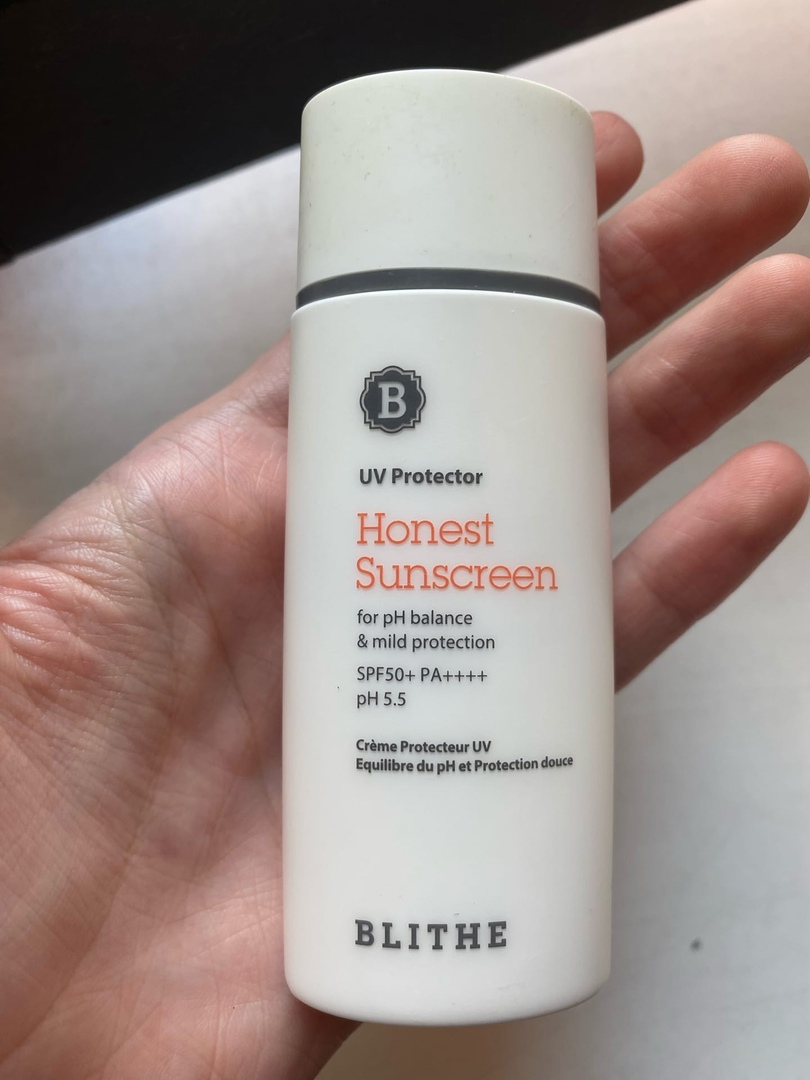 B
UV Protector
Honest
Sunscreen
for pH balance
& mild protection
SPF50+ PA++++
pH 5.5
Crème Protecteur UV
Equilibre du pH et Protection douce
BLITHE